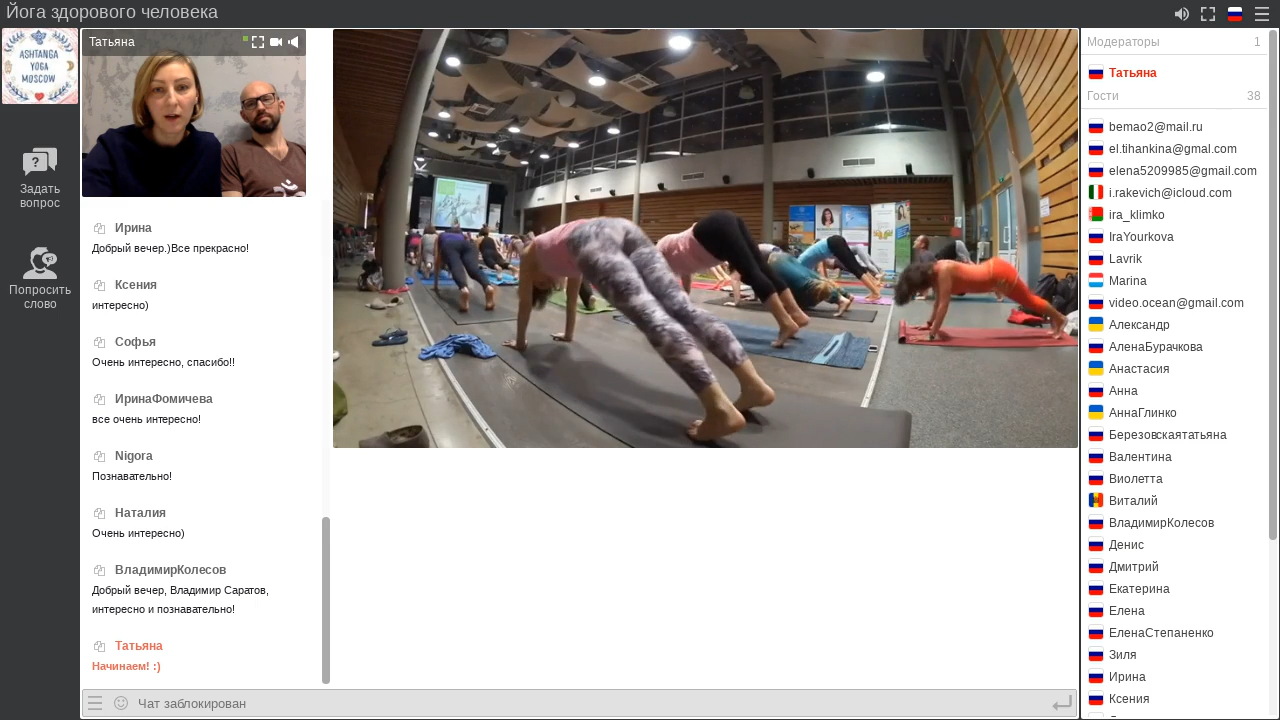 Йога здорового человека
ASHTANGA
YOGA
MOSCOW
Задать
вопрос
Попросить
слово
Татьяна
Ирина
Добрый вечер.)Все прекрасно!
Ксения
интересно)
Софья
Очень интересно, спасибо!!
ИринаФомичева
все очень интересно!
Nigora
Познавательно!
Наталия
Очень интересно)
ВладимирКолесов
Добрый вечер, Владимир Саратов,
интересно и познавательно!
Татьяна
Начинаем! :)
Чат заблокирован
Модераторы 1
Татьяна
Гости 38
bemao2@mail.ru
el.tihankina@gmal.com
elena5209985@gmail.com
i.rakevich@icloud.com
ira_klimko
IraYourkova
Lavrik
Marina
video.ocean@gmail.com
Александр
АленаБурачкова
Анастасия
Анна
АннаГлинко
Березовскаятатьяна
Валентина
Виолетта
Виталий
ВладимирКолесов
Денис
Дмитрий
Екатерина
Елена
ЕленаСтепаненко
зиля
Ирина
Ксения